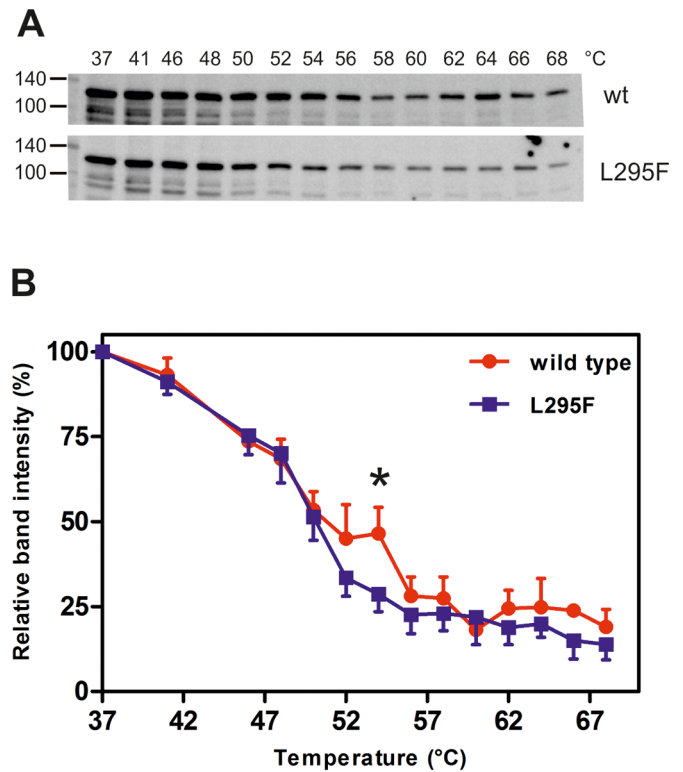 A
37 41 46 48 50 52 54 56 58 60 62 64 66 68 °C
140
100
wt
140
100
L295F
B
*
wild type
L295F
Relative band intensity (%)
100
75
50
25
0
37 42 47 52 57 62 67
Temperature (°C)